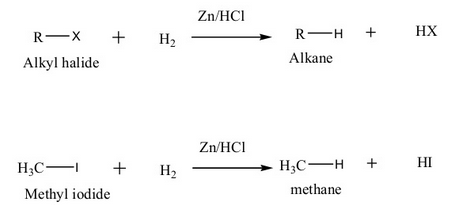 Zn/HCl
R—X + H₂ → R—H + HX
Alkyl halide Alkane
Zn/HCl
H₃C—I + H₂ → H₃C—H + HI
Methyl iodide methane